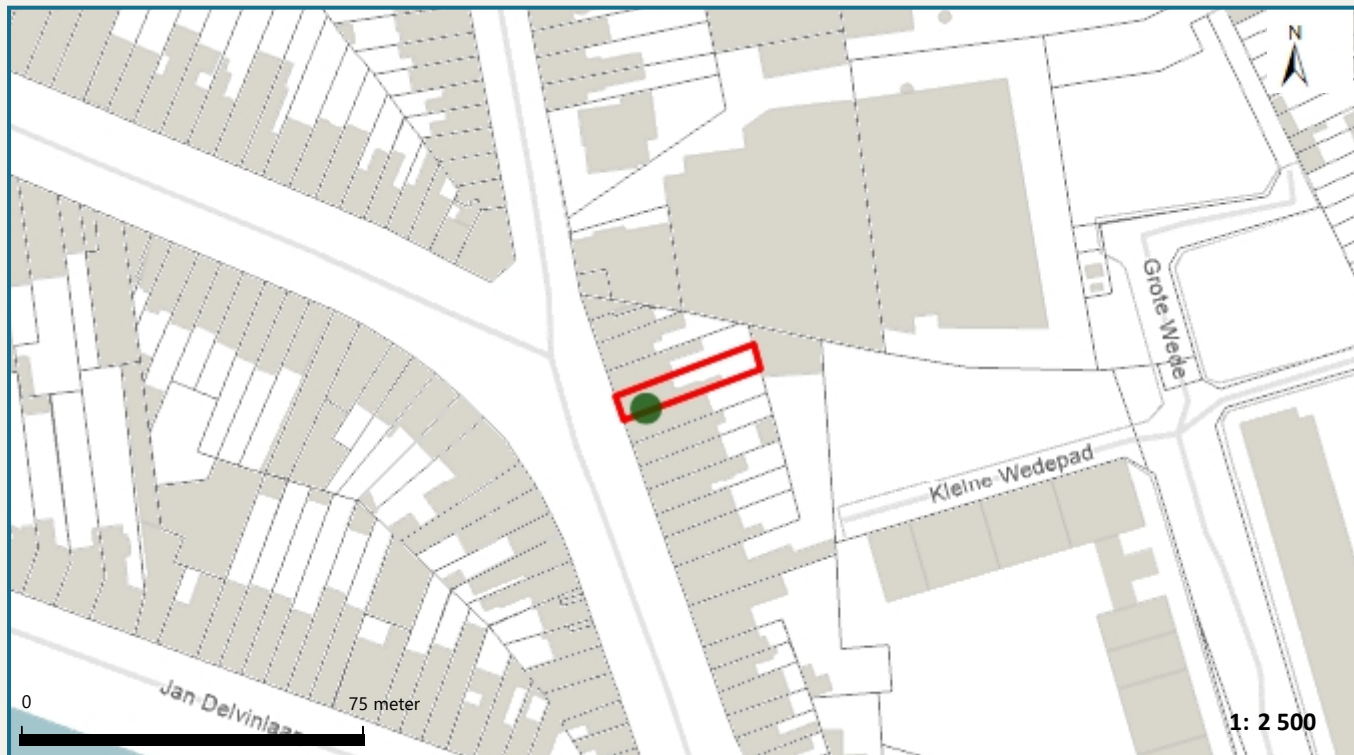 N
Grote Wede
Kleine Wedepad
Jan Delvinlaan
0
75 meter
1: 2 500